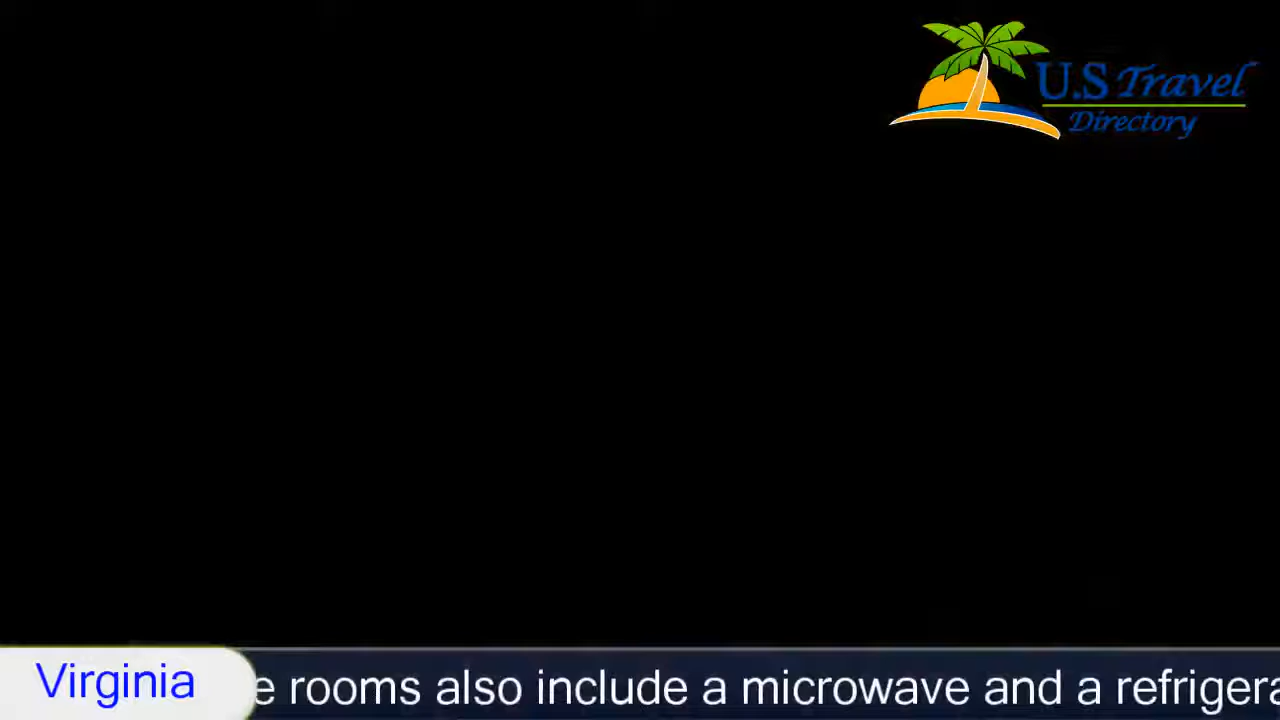 U.S Travel
Directory
Virginia
e rooms also include a microwave and a refrigera